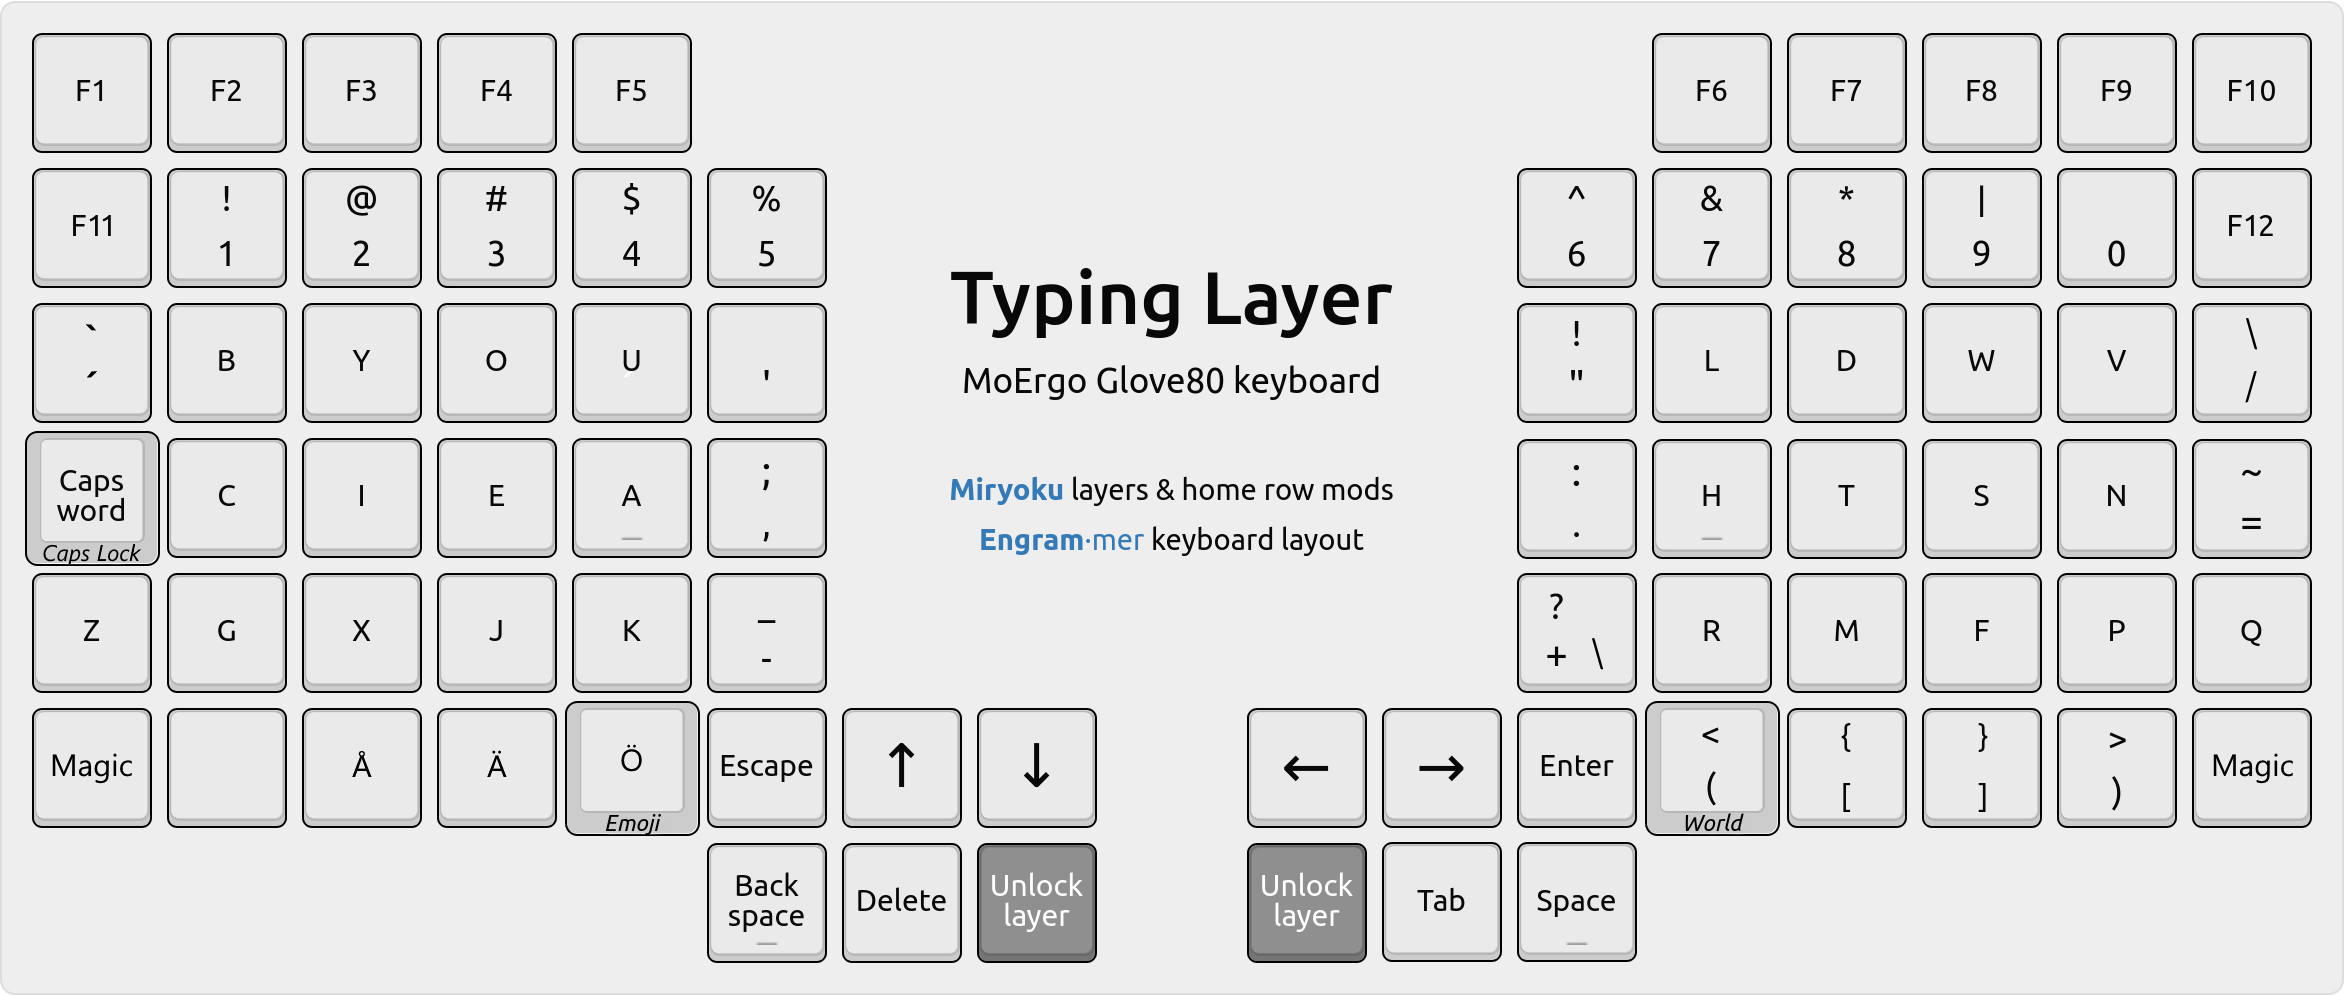 F1 F2 F3 F4 F5 F6 F7 F8 F9 F10
F11 ! 1 @ 2 # 3 $ 4 % 5 ^ 6 & 7 * 8 | 9 0 F12
Typing Layer
MoErgo Glove80 keyboard
` ´ B Y O U ' ! " L D W V \ /
Miryoku layers & home row mods
Engram·mer keyboard layout
Caps word Caps Lock C I E A _ ; , : . H _ T S N ~ =
Z G X J K – - ? + \ R M F P Q
Magic Å Ä Ö Emoji Escape ↑ ↓ ← → Enter < ( World { [ } ] > ) Magic
Back space _ Delete Unlock layer Unlock layer Tab Space _